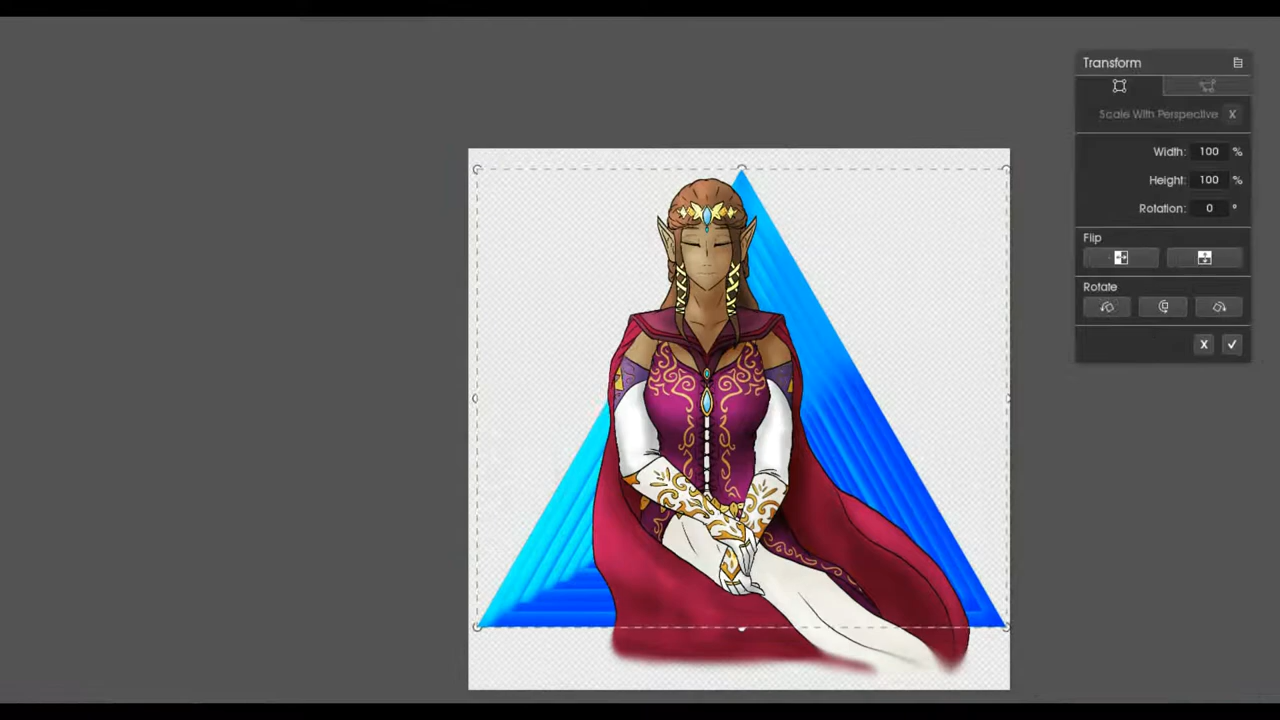 Transform
Scale With Perspective X
Width: 100 %
Height: 100 %
Rotation: 0 °
Flip
Rotate
X